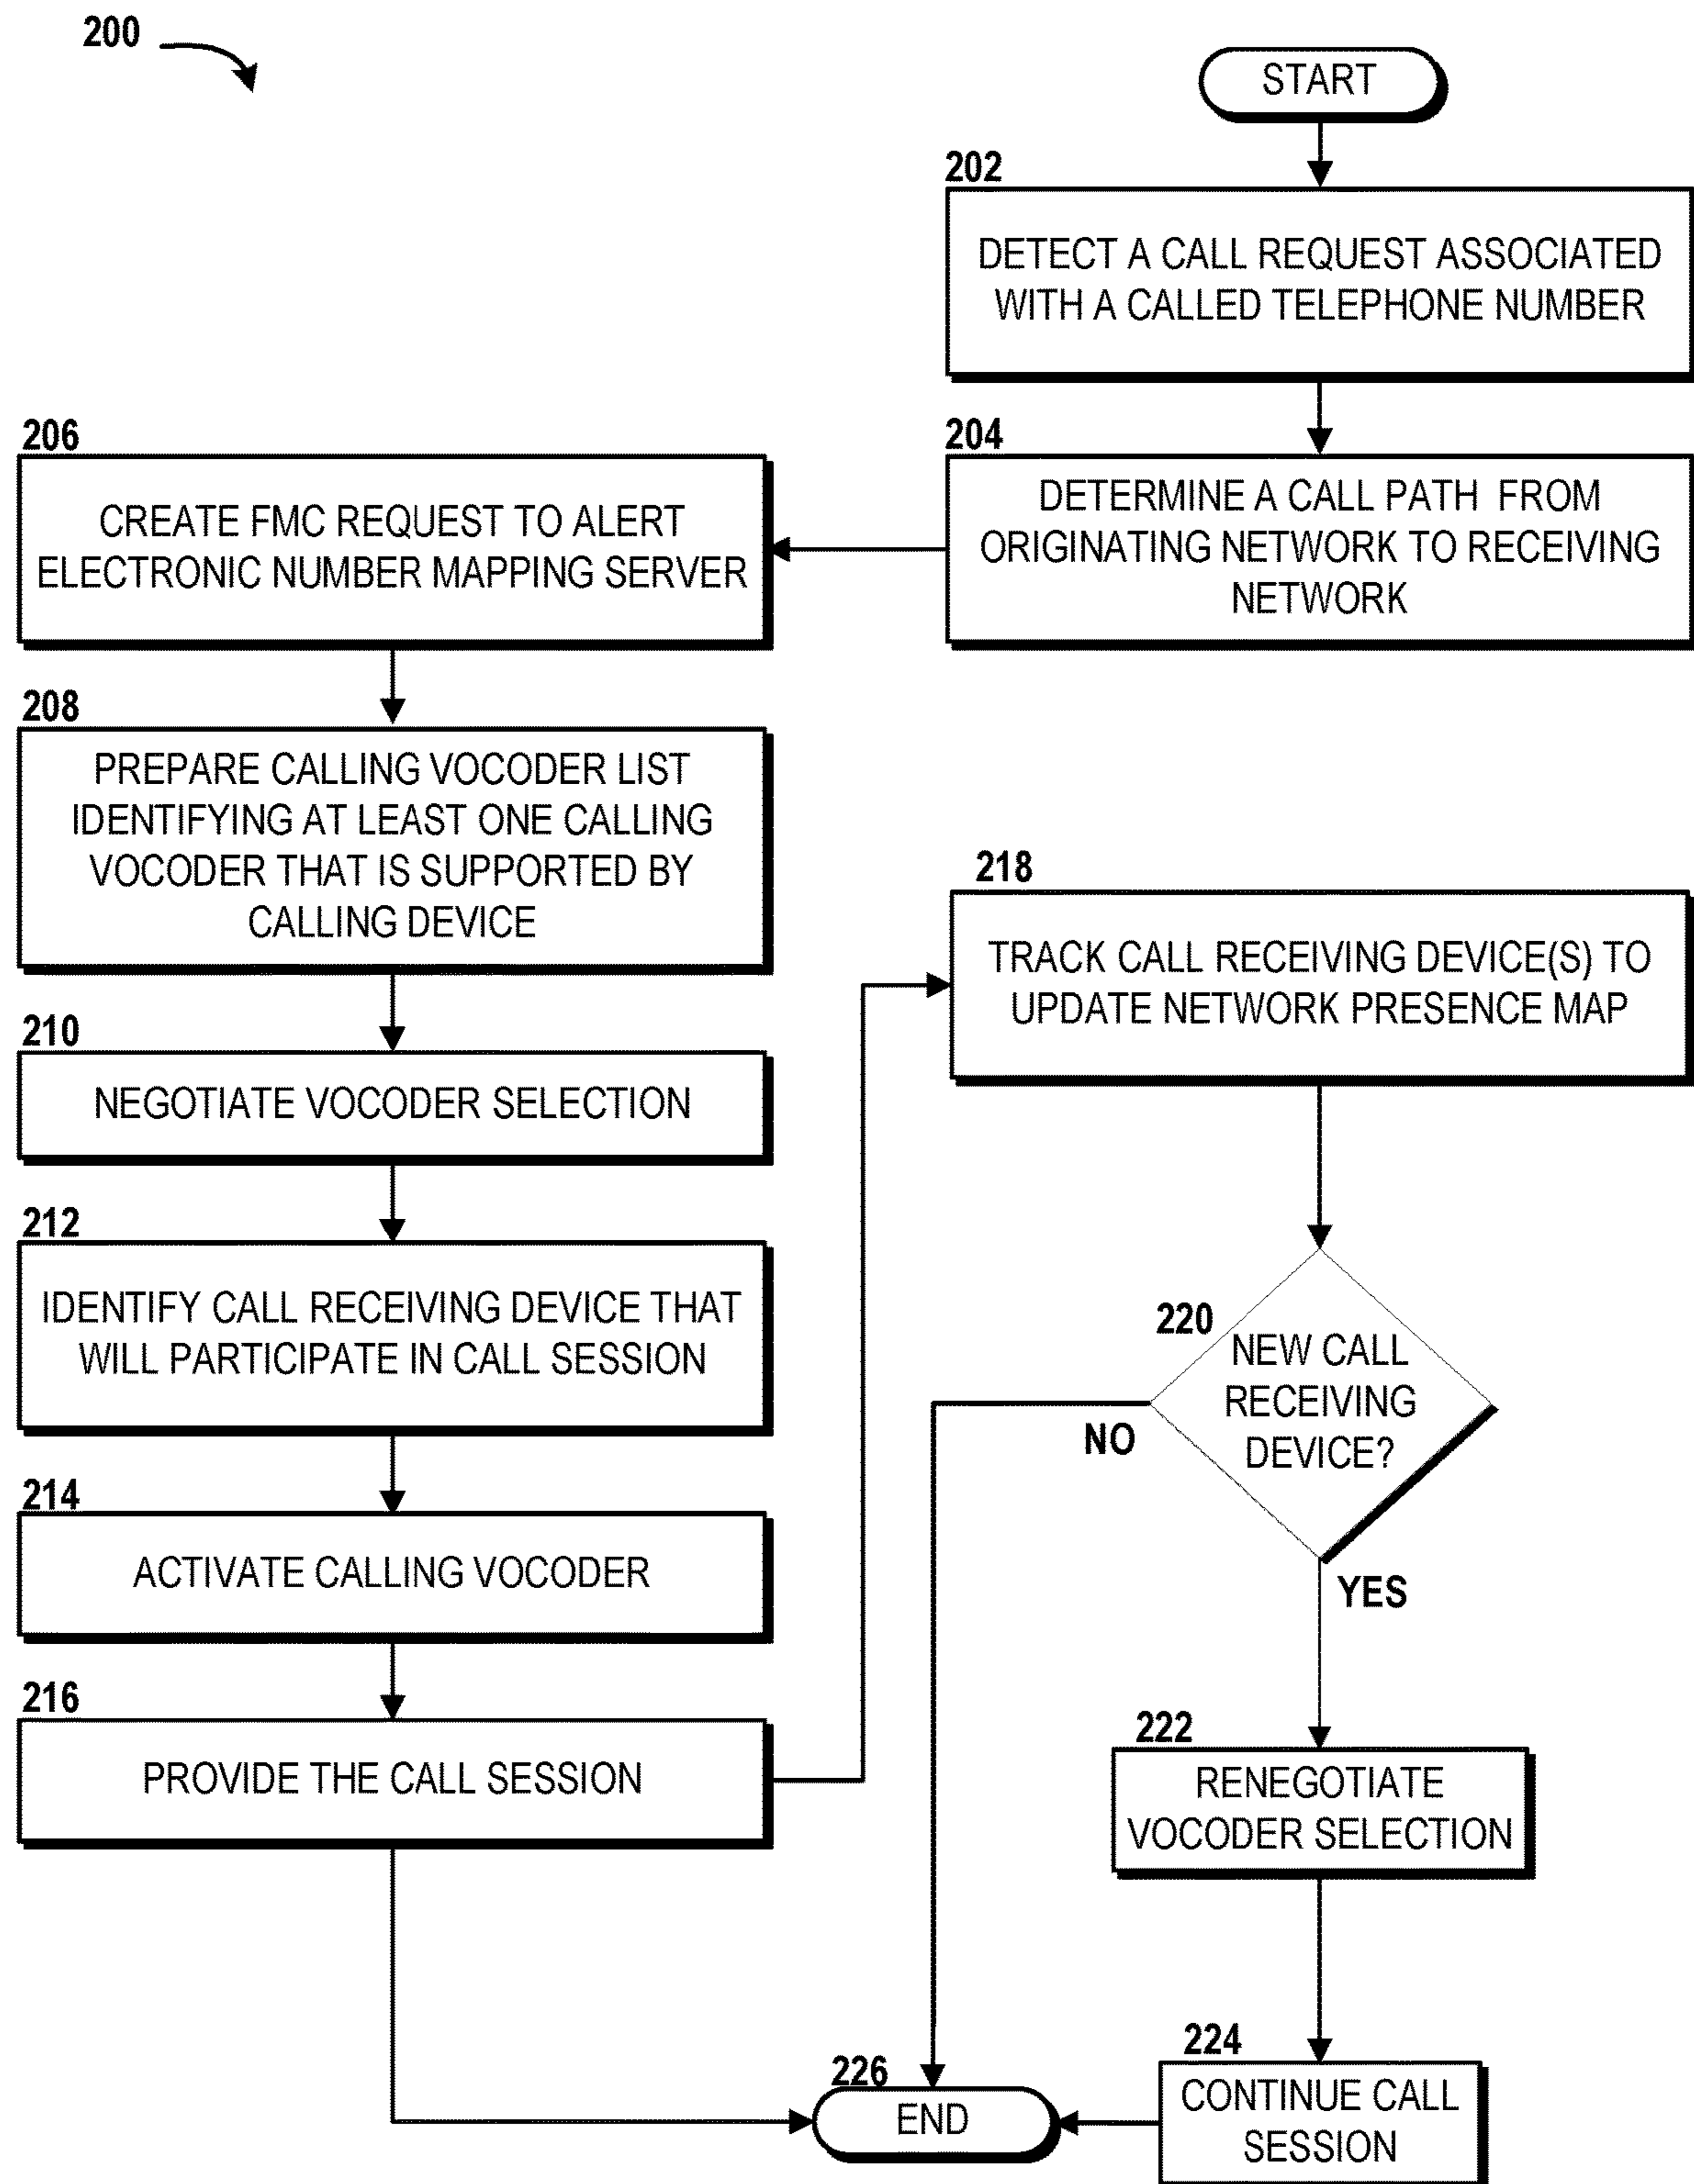 200
START
202
DETECT A CALL REQUEST ASSOCIATED
WITH A CALLED TELEPHONE NUMBER
204
DETERMINE A CALL PATH FROM
ORIGINATING NETWORK TO RECEIVING
NETWORK
206
CREATE FMC REQUEST TO ALERT
ELECTRONIC NUMBER MAPPING SERVER
208
PREPARE CALLING VOCODER LIST
IDENTIFYING AT LEAST ONE CALLING
VOCODER THAT IS SUPPORTED BY
CALLING DEVICE
210
NEGOTIATE VOCODER SELECTION
212
IDENTIFY CALL RECEIVING DEVICE THAT
WILL PARTICIPATE IN CALL SESSION
214
ACTIVATE CALLING VOCODER
216
PROVIDE THE CALL SESSION
218
TRACK CALL RECEIVING DEVICE(S) TO
UPDATE NETWORK PRESENCE MAP
220
NEW CALL
RECEIVING
DEVICE?
NO
YES
222
RENEGOTIATE
VOCODER SELECTION
224
CONTINUE CALL
SESSION
226
END